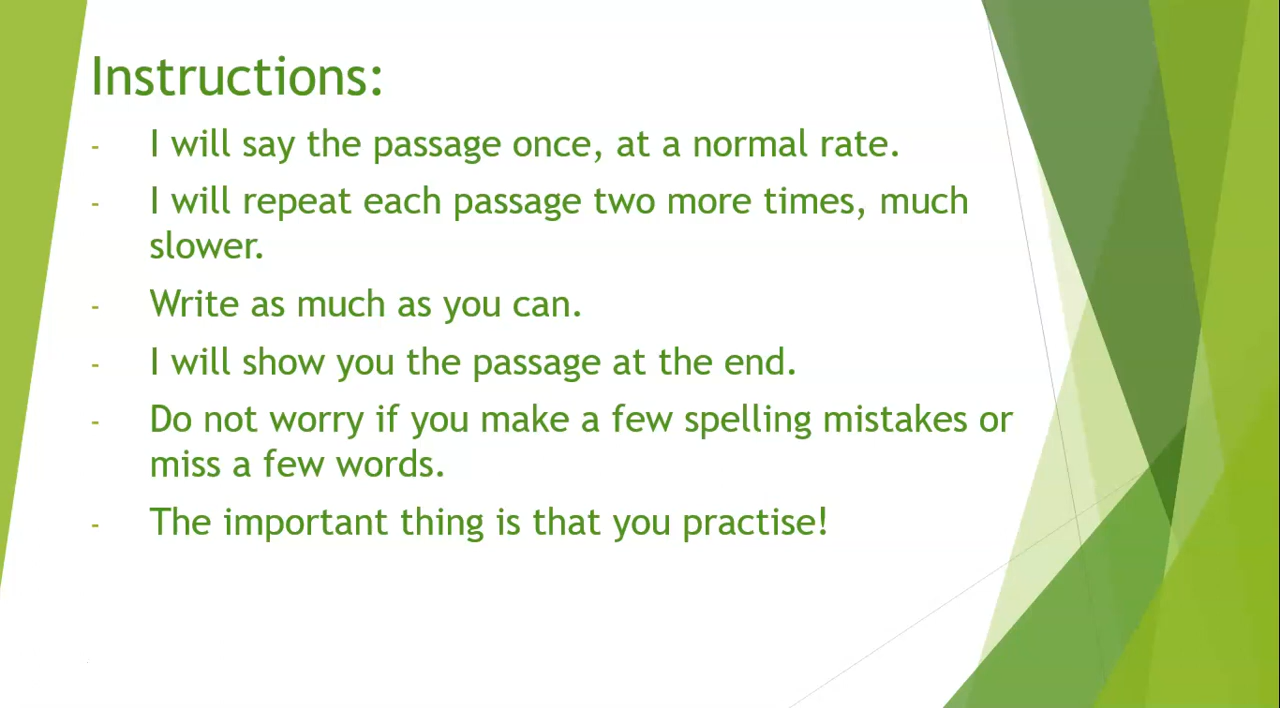 Instructions:
- I will say the passage once, at a normal rate.
- I will repeat each passage two more times, much
slower.
- Write as much as you can.
- I will show you the passage at the end.
- Do not worry if you make a few spelling mistakes or
miss a few words.
- The important thing is that you practise!